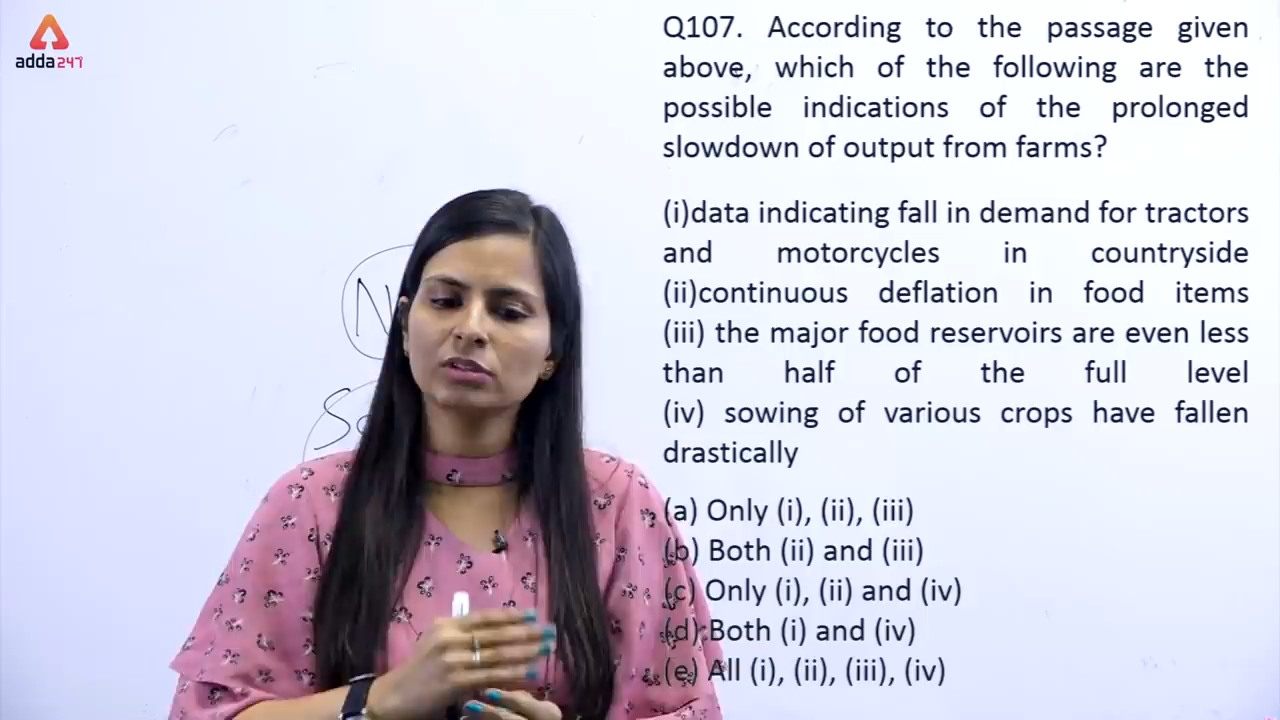 adda247
Q107. According to the passage given
above, which of the following are the
possible indications of the prolonged
slowdown of output from farms?
(i)data indicating fall in demand for tractors
and motorcycles in countryside
(ii)continuous deflation in food items
(iii) the major food reservoirs are even less
than half of the full level
(iv) sowing of various crops have fallen
drastically
(a) Only (i), (ii), (iii)
(b) Both (ii) and (iii)
(c) Only (i), (ii) and (iv)
(d) Both (i) and (iv)
(e) All (i), (ii), (iii), (iv)